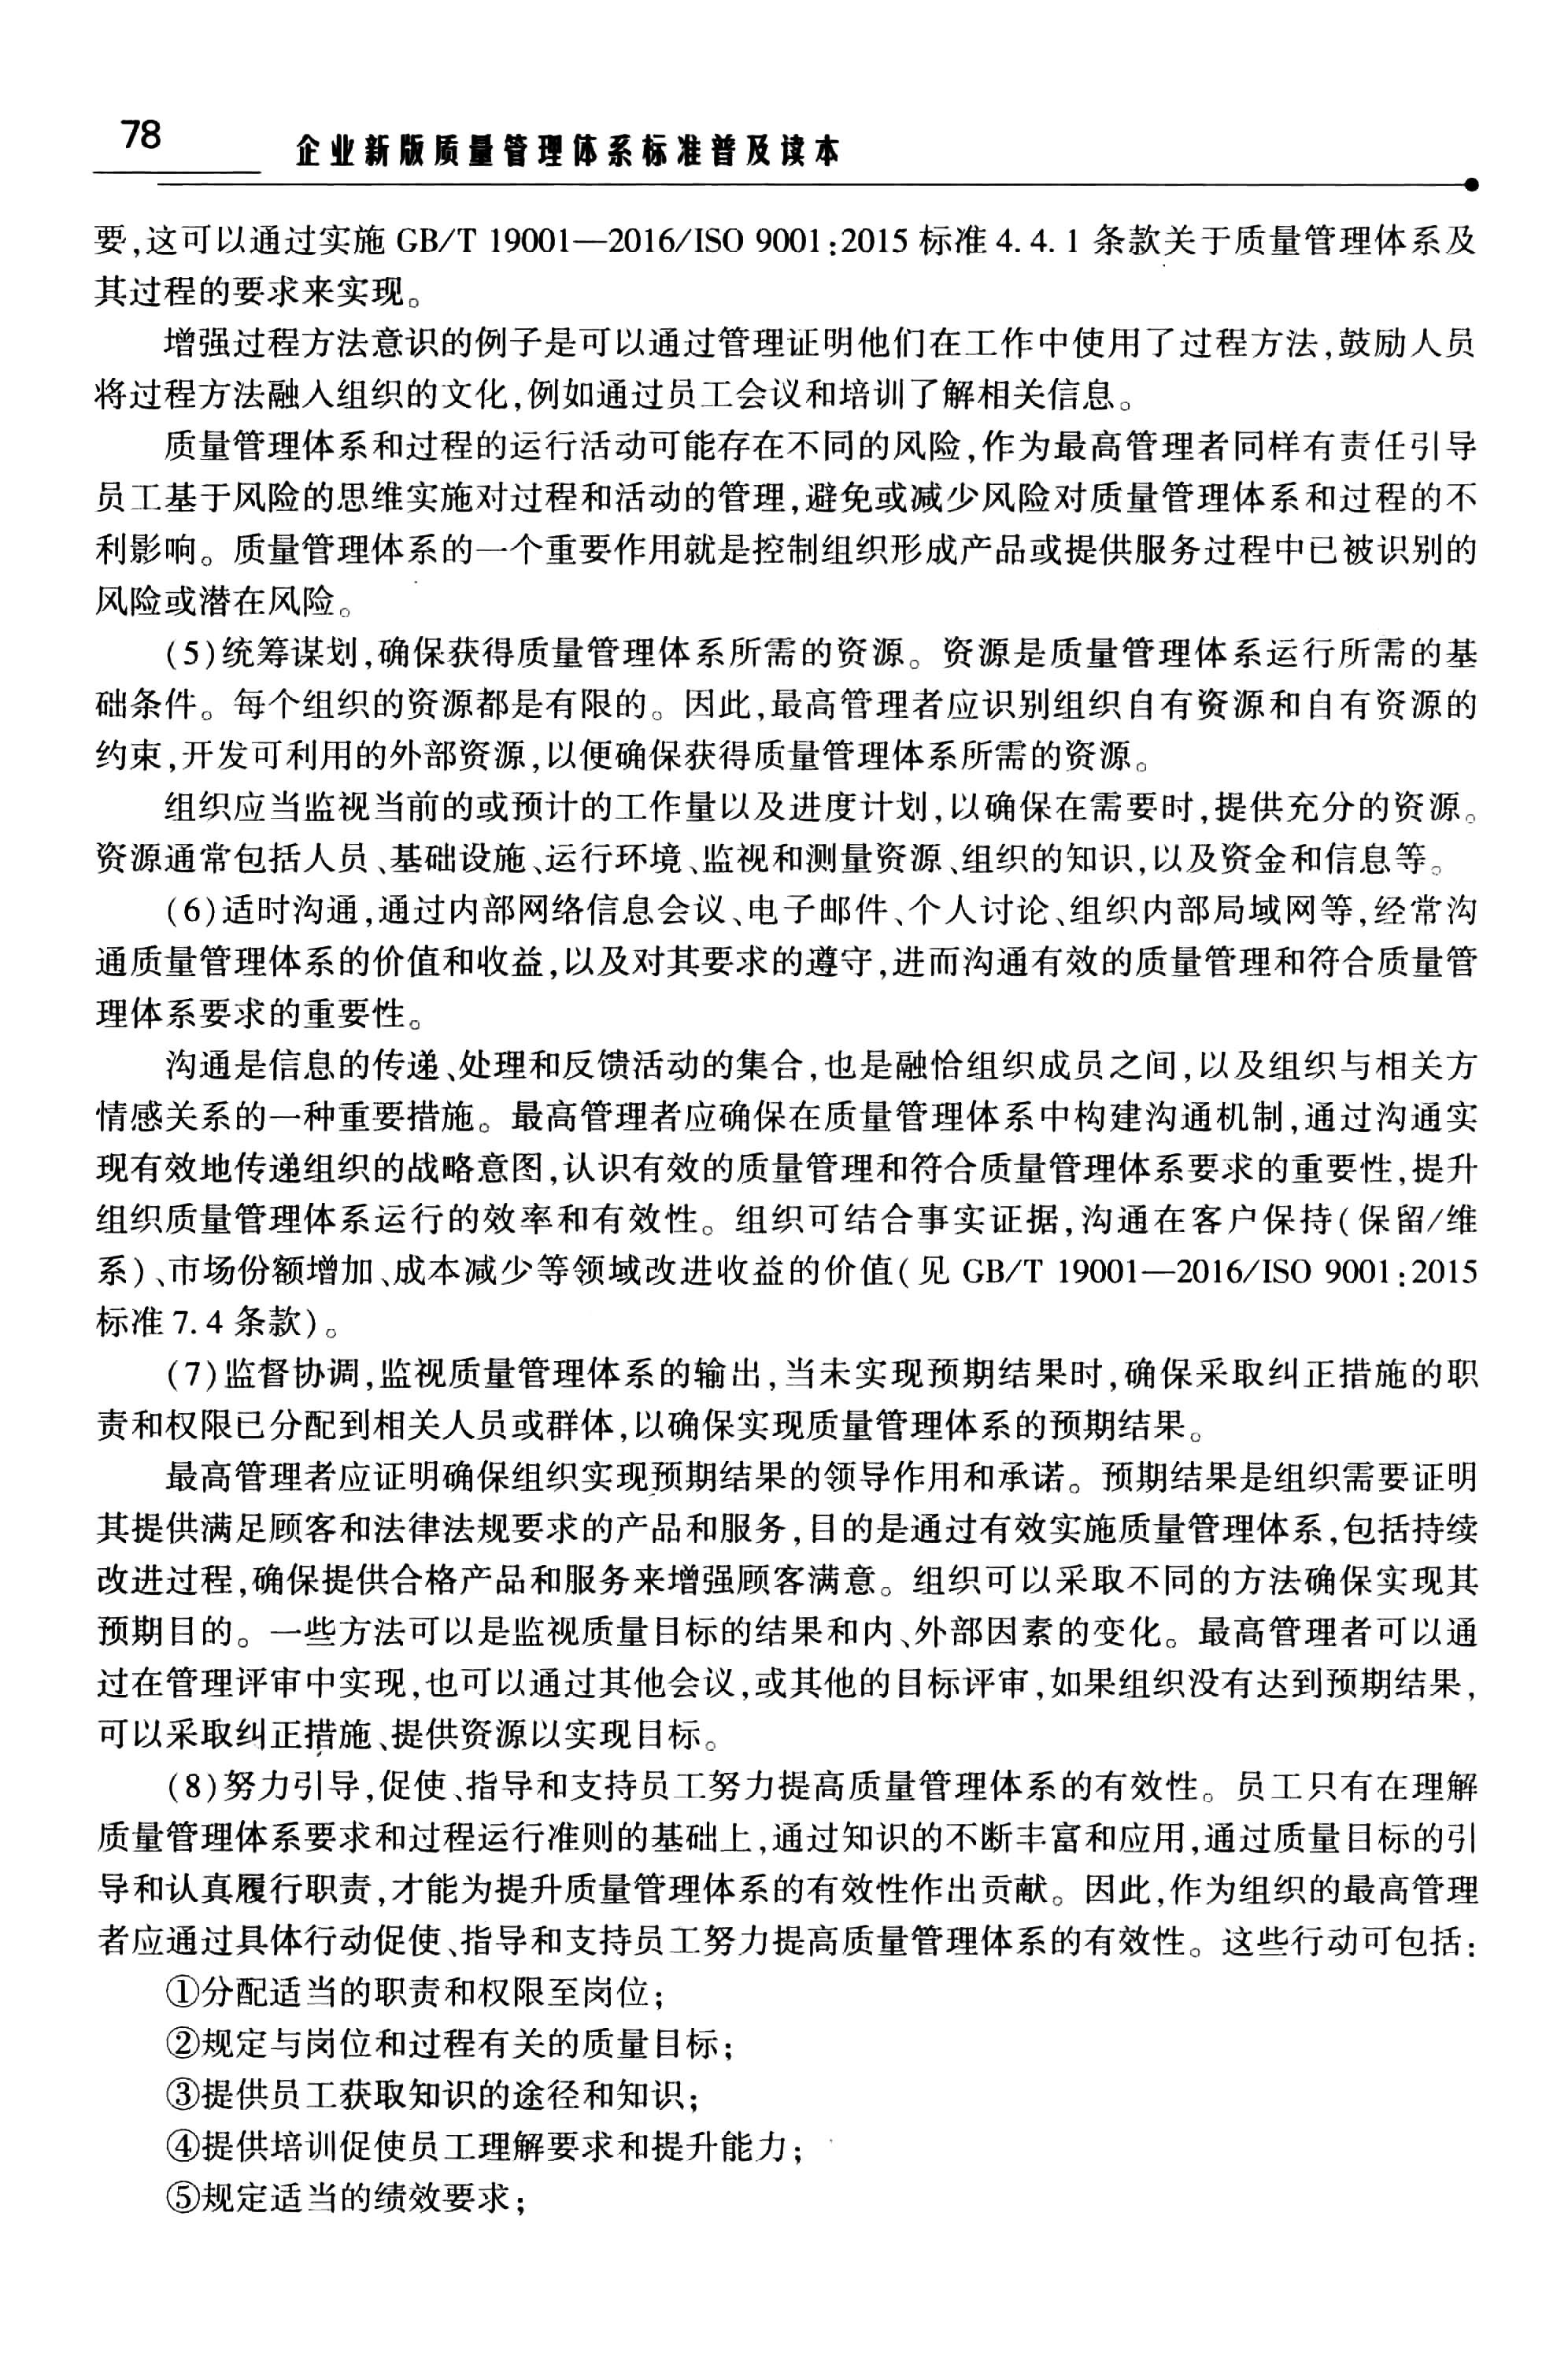 78
企业新版质量管理体系标准普及读本
要,这可以通过实施 GB/T 19001—2016/ISO 9001:2015 标准 4.4.1 条款关于质量管理体系及
其过程的要求来实现。
增强过程方法意识的例子是可以通过管理证明他们在工作中使用了过程方法,鼓励人员
将过程方法融入组织的文化,例如通过员工会议和培训了解相关信息。
质量管理体系和过程的运行活动可能存在不同的风险,作为最高管理者同样有责任引导
员工基于风险的思维实施对过程和活动的管理,避免或减少风险对质量管理体系和过程的不
利影响。质量管理体系的一个重要作用就是控制组织形成产品或提供服务过程中已被识别的
风险或潜在风险。
(5)统筹谋划,确保获得质量管理体系所需的资源。资源是质量管理体系运行所需的基
础条件。每个组织的资源都是有限的。因此,最高管理者应识别组织自有资源和自有资源的
约束,开发可利用的外部资源,以便确保获得质量管理体系所需的资源。
组织应当监视当前的或预计的工作量以及进度计划,以确保在需要时,提供充分的资源。
资源通常包括人员、基础设施、运行环境、监视和测量资源、组织的知识,以及资金和信息等。
(6)适时沟通,通过内部网络信息会议、电子邮件、个人讨论、组织内部局域网等,经常沟
通质量管理体系的价值和收益,以及对其要求的遵守,进而沟通有效的质量管理和符合质量管
理体系要求的重要性。
沟通是信息的传递、处理和反馈活动的集合,也是融恰组织成员之间,以及组织与相关方
情感关系的一种重要措施。最高管理者应确保在质量管理体系中构建沟通机制,通过沟通实
现有效地传递组织的战略意图,认识有效的质量管理和符合质量管理体系要求的重要性,提升
组织质量管理体系运行的效率和有效性。组织可结合事实证据,沟通在客户保持(保留/维
系)、市场份额增加、成本减少等领域改进收益的价值(见 GB/T 19001—2016/ISO 9001:2015
标准 7.4 条款)。
(7)监督协调,监视质量管理体系的输出,当未实现预期结果时,确保采取纠正措施的职
责和权限已分配到相关人员或群体,以确保实现质量管理体系的预期结果。
最高管理者应证明确保组织实现预期结果的领导作用和承诺。预期结果是组织需要证明
其提供满足顾客和法律法规要求的产品和服务,目的是通过有效实施质量管理体系,包括持续
改进过程,确保提供合格产品和服务来增强顾客满意。组织可以采取不同的方法确保实现其
预期目的。一些方法可以是监视质量目标的结果和内、外部因素的变化。最高管理者可以通
过在管理评审中实现,也可以通过其他会议,或其他的目标评审,如果组织没有达到预期结果,
可以采取纠正措施、提供资源以实现目标。
(8)努力引导,促使、指导和支持员工努力提高质量管理体系的有效性。员工只有在理解
质量管理体系要求和过程运行准则的基础上,通过知识的不断丰富和应用,通过质量目标的引
导和认真履行职责,才能为提升质量管理体系的有效性作出贡献。因此,作为组织的最高管理
者应通过具体行动促使、指导和支持员工努力提高质量管理体系的有效性。这些行动可包括:
①分配适当的职责和权限至岗位;
②规定与岗位和过程有关的质量目标;
③提供员工获取知识的途径和知识;
④提供培训促使员工理解要求和提升能力;
⑤规定适当的绩效要求;